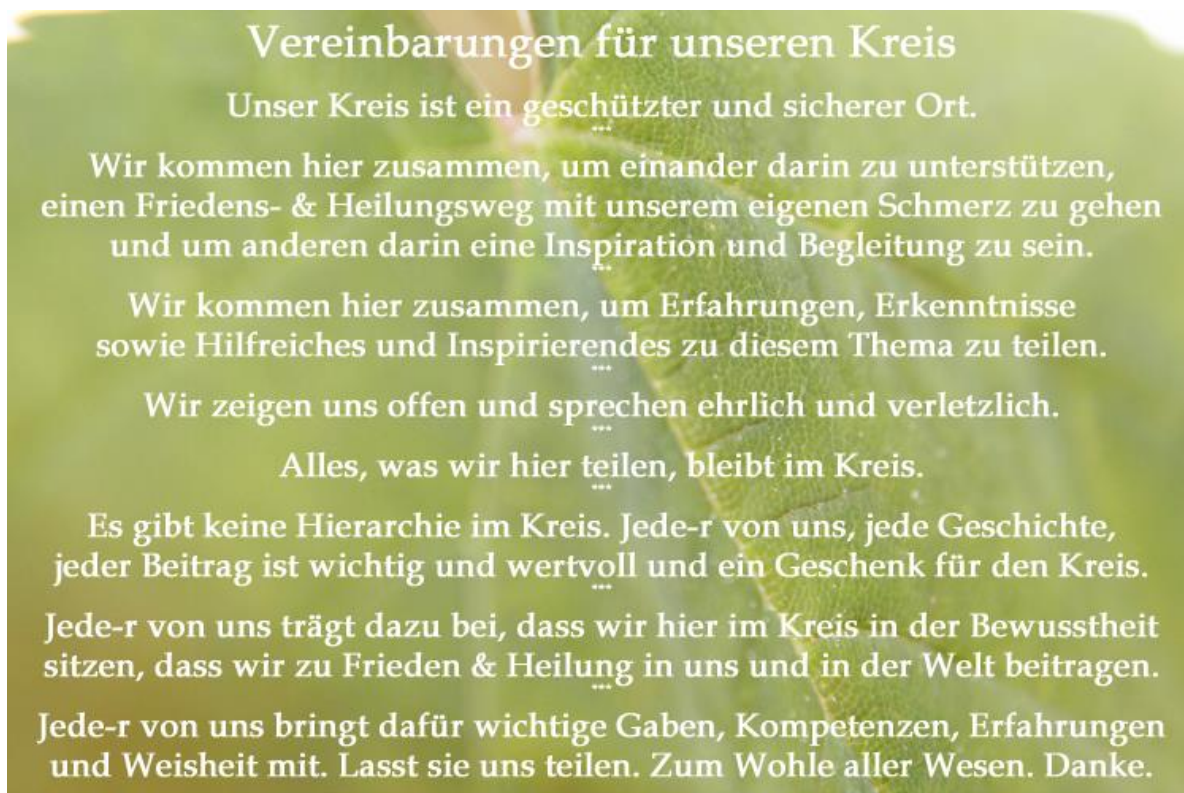 Vereinbarungen für unseren Kreis
Unser Kreis ist ein geschützter und sicherer Ort.
***
Wir kommen hier zusammen, um einander darin zu unterstützen,
einen Friedens- & Heilungsweg mit unserem eigenen Schmerz zu gehen
und um anderen darin eine Inspiration und Begleitung zu sein.
***
Wir kommen hier zusammen, um Erfahrungen, Erkenntnisse
sowie Hilfreiches und Inspirierendes zu diesem Thema zu teilen.
***
Wir zeigen uns offen und sprechen ehrlich und verletzlich.
***
Alles, was wir hier teilen, bleibt im Kreis.
***
Es gibt keine Hierarchie im Kreis. Jede-r von uns, jede Geschichte,
jeder Beitrag ist wichtig und wertvoll und ein Geschenk für den Kreis.
***
Jede-r von uns trägt dazu bei, dass wir hier im Kreis in der Bewusstheit
sitzen, dass wir zu Frieden & Heilung in uns und in der Welt beitragen.
***
Jede-r von uns bringt dafür wichtige Gaben, Kompetenzen, Erfahrungen
und Weisheit mit. Lasst sie uns teilen. Zum Wohle aller Wesen. Danke.